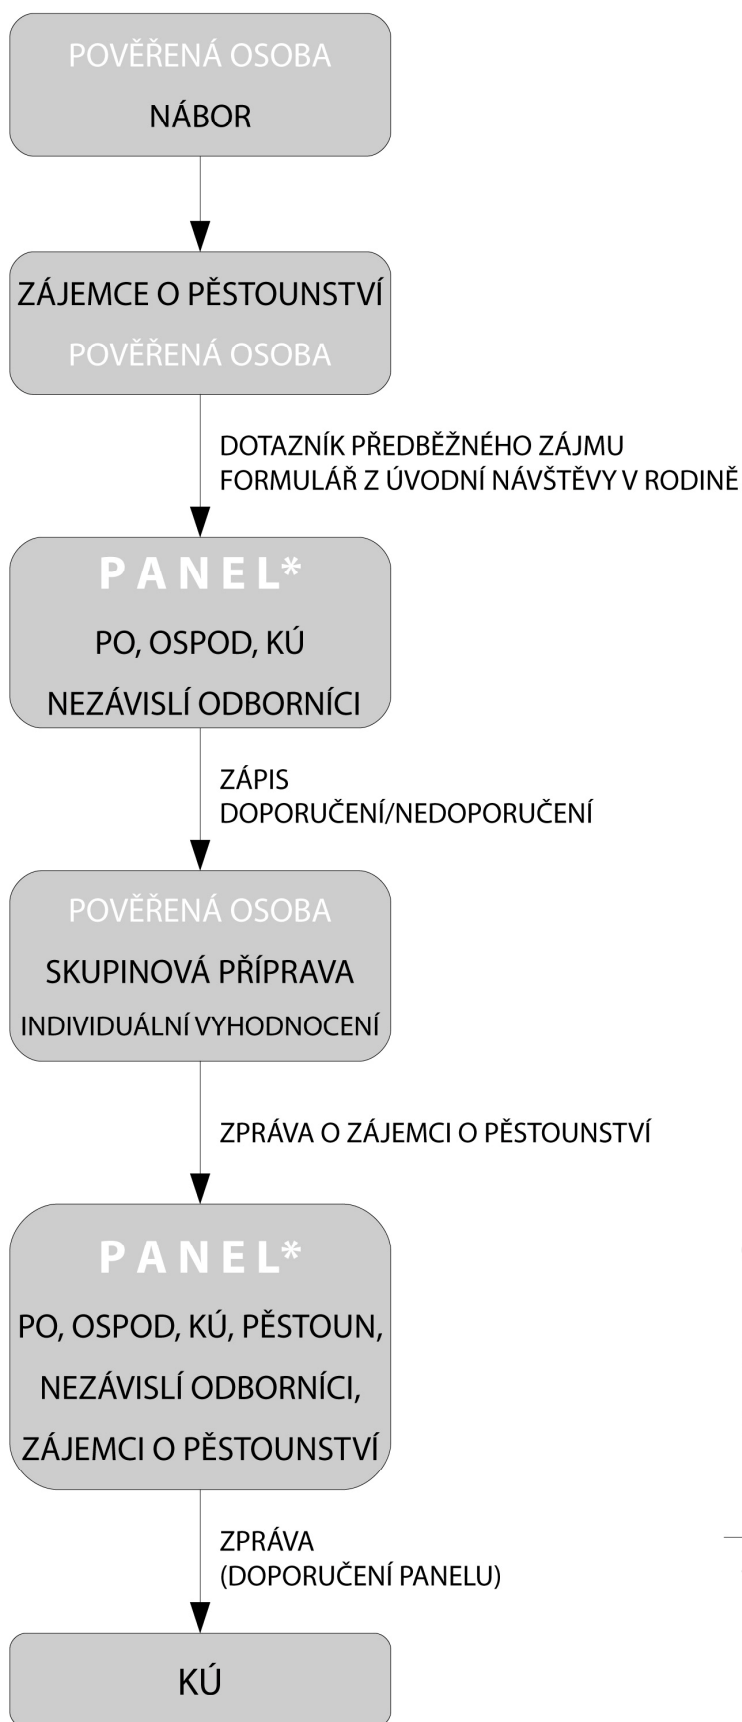 POVĚŘENÁ OSOBA
NÁBOR
ZÁJEMCE O PĚSTOUNSTVÍ
POVĚŘENÁ OSOBA
DOTAZNÍK PŘEDBĚŽNÉHO ZÁJMU
FORMULÁŘ Z ÚVODNÍ NÁVŠTĚVY V RODINĚ
P A N E L*
PO, OSPOD, KÚ
NEZÁVISLÍ ODBORNÍCI
ZÁPIS
DOPORUČENÍ/NEDOPORUČENÍ
POVĚŘENÁ OSOBA
SKUPINOVÁ PŘÍPRAVA
INDIVIDUÁLNÍ VYHODNOCENÍ
ZPRÁVA O ZÁJEMCI O PĚSTOUNSTVÍ
P A N E L*
PO, OSPOD, KÚ, PĚSTOUN,
NEZÁVISLÍ ODBORNÍCI,
ZÁJEMCI O PĚSTOUNSTVÍ
ZPRÁVA
(DOPORUČENÍ PANELU)
KÚ